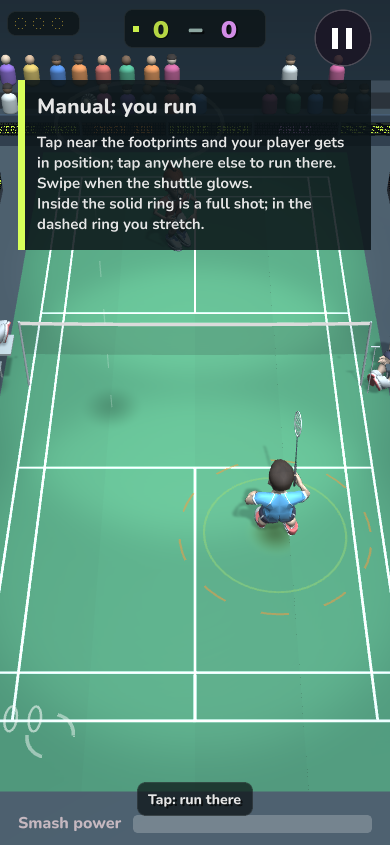 0 – 0
Manual: you run
Tap near the footprints and your player gets
in position; tap anywhere else to run there.
Swipe when the shuttle glows.
Inside the solid ring is a full shot; in the
dashed ring you stretch.
Tap: run there
Smash power